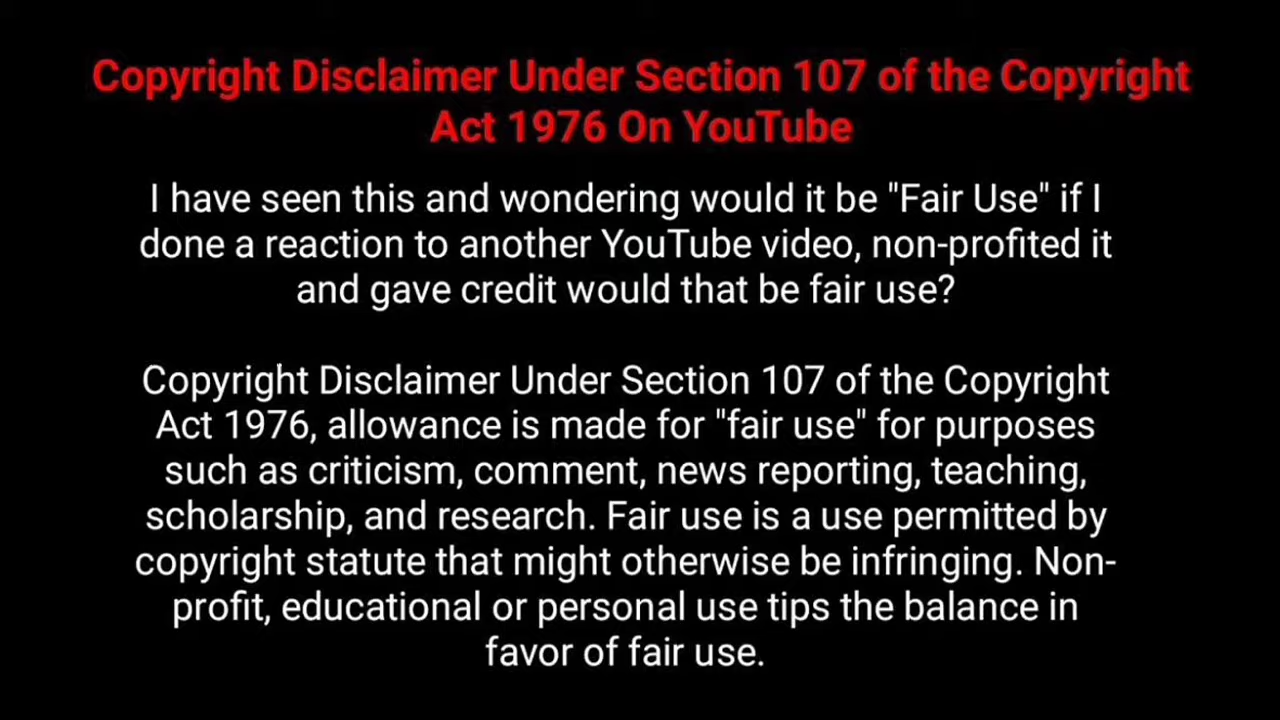 Copyright Disclaimer Under Section 107 of the Copyright
Act 1976 On YouTube
I have seen this and wondering would it be "Fair Use" if I
done a reaction to another YouTube video, non-profited it
and gave credit would that be fair use?
Copyright Disclaimer Under Section 107 of the Copyright
Act 1976, allowance is made for "fair use" for purposes
such as criticism, comment, news reporting, teaching,
scholarship, and research. Fair use is a use permitted by
copyright statute that might otherwise be infringing. Non-
profit, educational or personal use tips the balance in
favor of fair use.